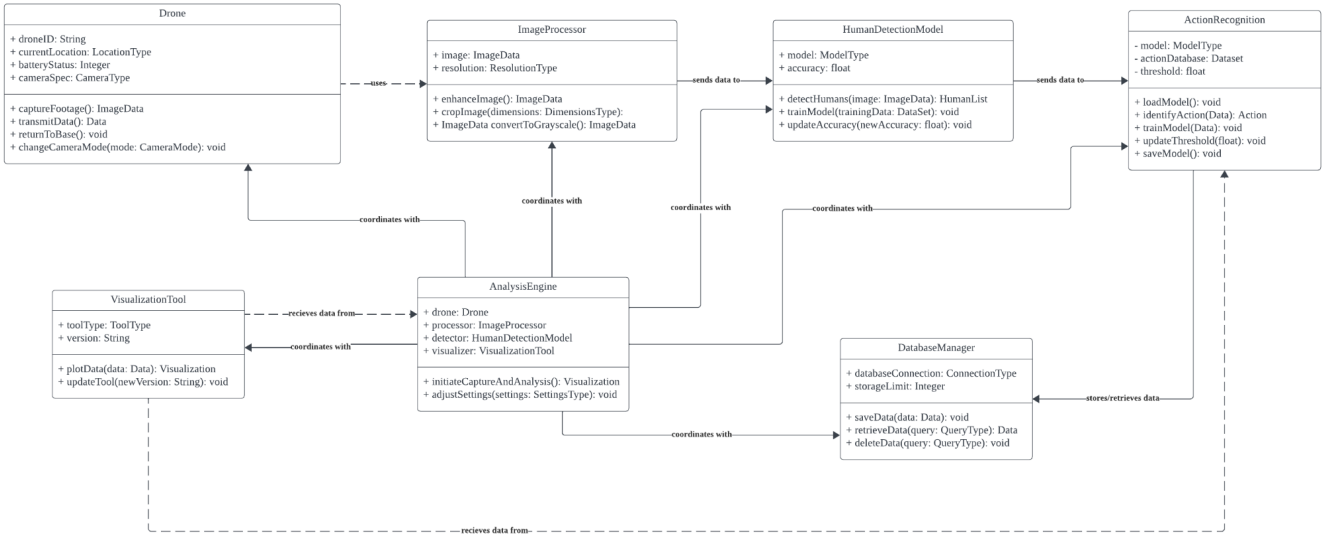 Drone
+ droneID: String
+ currentLocation: LocationType
+ batteryStatus: Integer
+ cameraSpec: CameraType
+ captureFootage(): ImageData
+ transmitData(): Data
+ returnToBase(): void
+ changeCameraMode(mode: CameraMode): void
uses
ImageProcessor
+ image: ImageData
+ resolution: ResolutionType
+ enhanceImage(): ImageData
+ cropImage(dimensions: DimensionsType):
+ ImageData convertToGrayscale(): ImageData
sends data to
HumanDetectionModel
+ model: ModelType
+ accuracy: float
+ detectHumans(image: ImageData): HumanList
+ trainModel(trainingData: DataSet): void
+ updateAccuracy(newAccuracy: float): void
sends data to
ActionRecognition
- model: ModelType
- actionDatabase: Dataset
- threshold: float
+ loadModel(): void
+ identifyAction(Data): Action
+ trainModel(Data): void
+ updateThreshold(float): void
+ saveModel(): void
coordinates with
coordinates with
coordinates with
coordinates with
VisualizationTool
+ toolType: ToolType
+ version: String
+ plotData(data: Data): Visualization
+ updateTool(newVersion: String): void
recieves data from
coordinates with
AnalysisEngine
+ drone: Drone
+ processor: ImageProcessor
+ detector: HumanDetectionModel
+ visualizer: VisualizationTool
+ initiateCaptureAndAnalysis(): Visualization
+ adjustSettings(settings: SettingsType): void
coordinates with
DatabaseManager
+ databaseConnection: ConnectionType
+ storageLimit: Integer
+ saveData(data: Data): void
+ retrieveData(query: QueryType): Data
+ deleteData(query: QueryType): void
stores/retrieves data
recieves data from